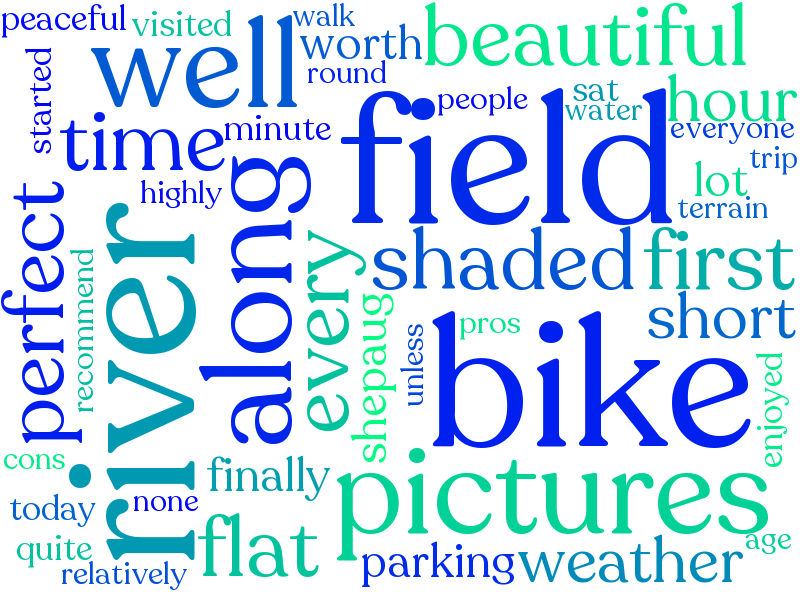 peaceful
visited
walk
beautiful
well
worth
round
started
time
minute
people
sat
water
hour
everyone
trip
field
highly
along
lot
terrain
perfect
river
recommend
every
shaded
first
shepaug
short
unless
pros
bike
enjoyed
cons
finally
pictures
today
none
quite
flat
relatively
parking
weather
age